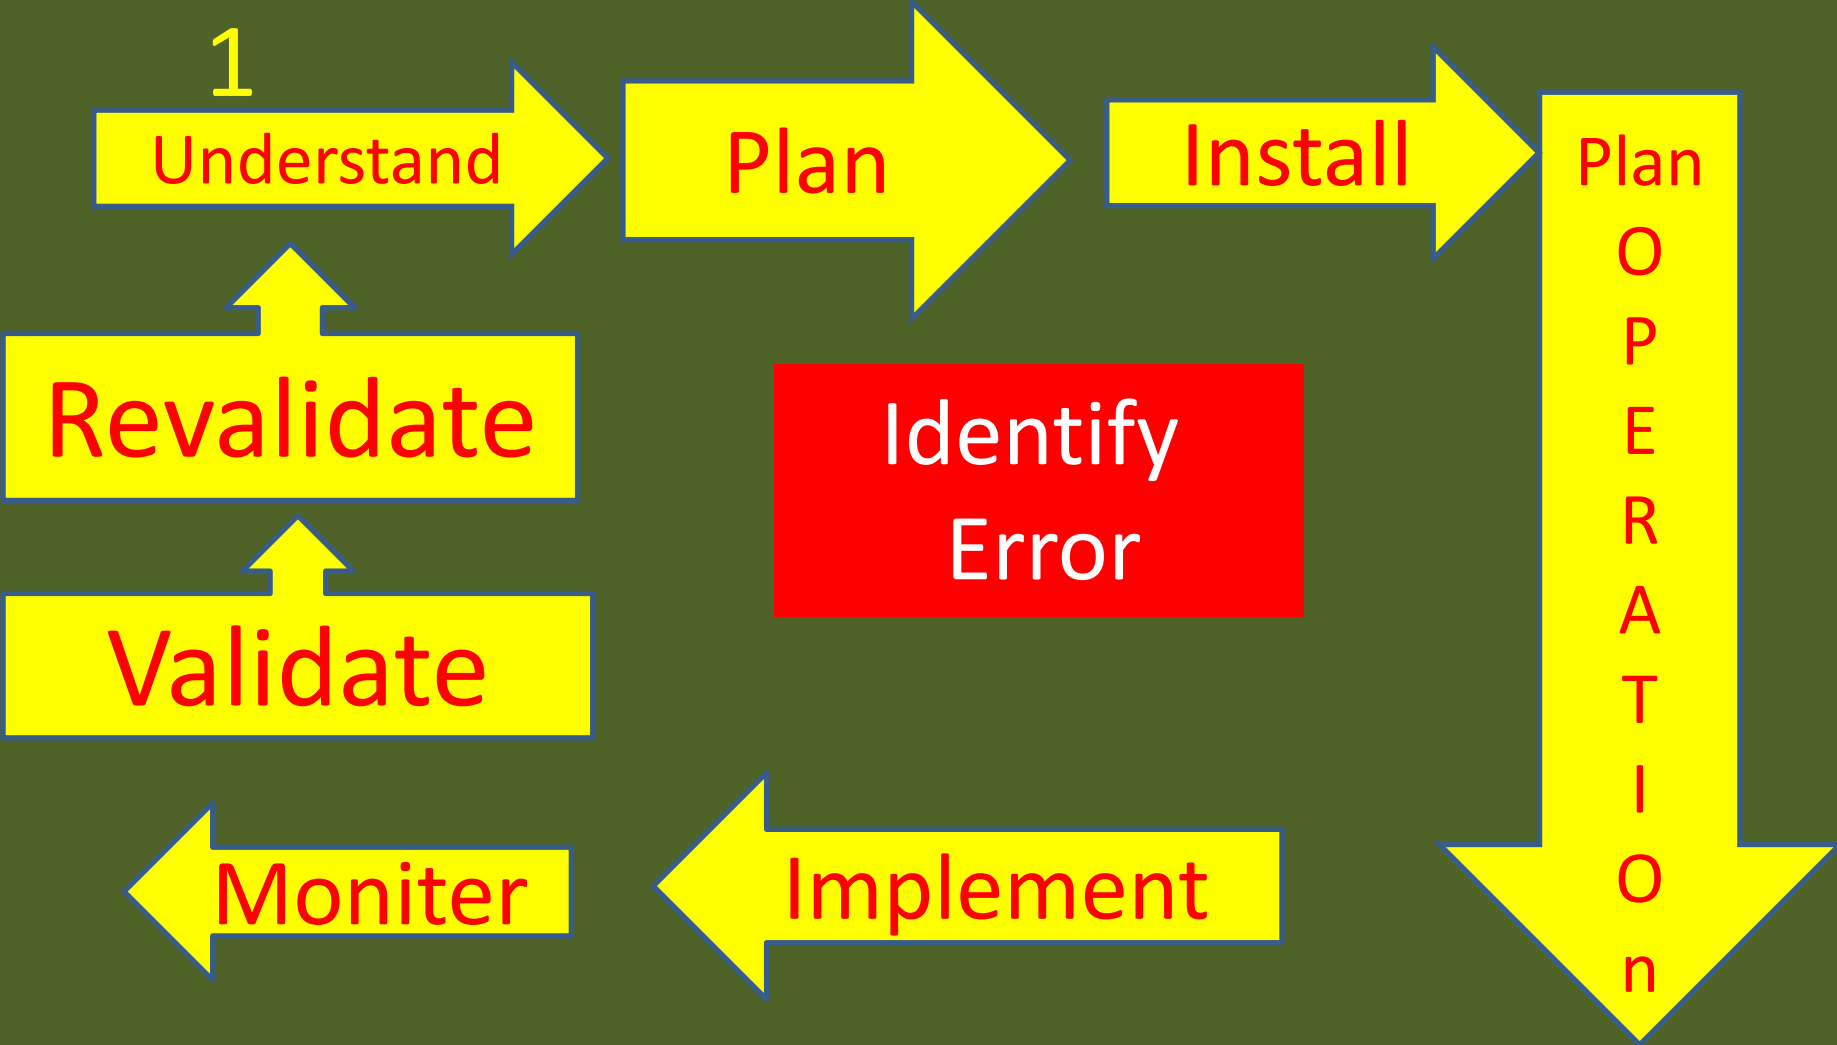 1
Understand
Plan
Install
Plan
O
P
E
R
A
T
I
O
n
Identify
Error
Implement
Moniter
Validate
Revalidate